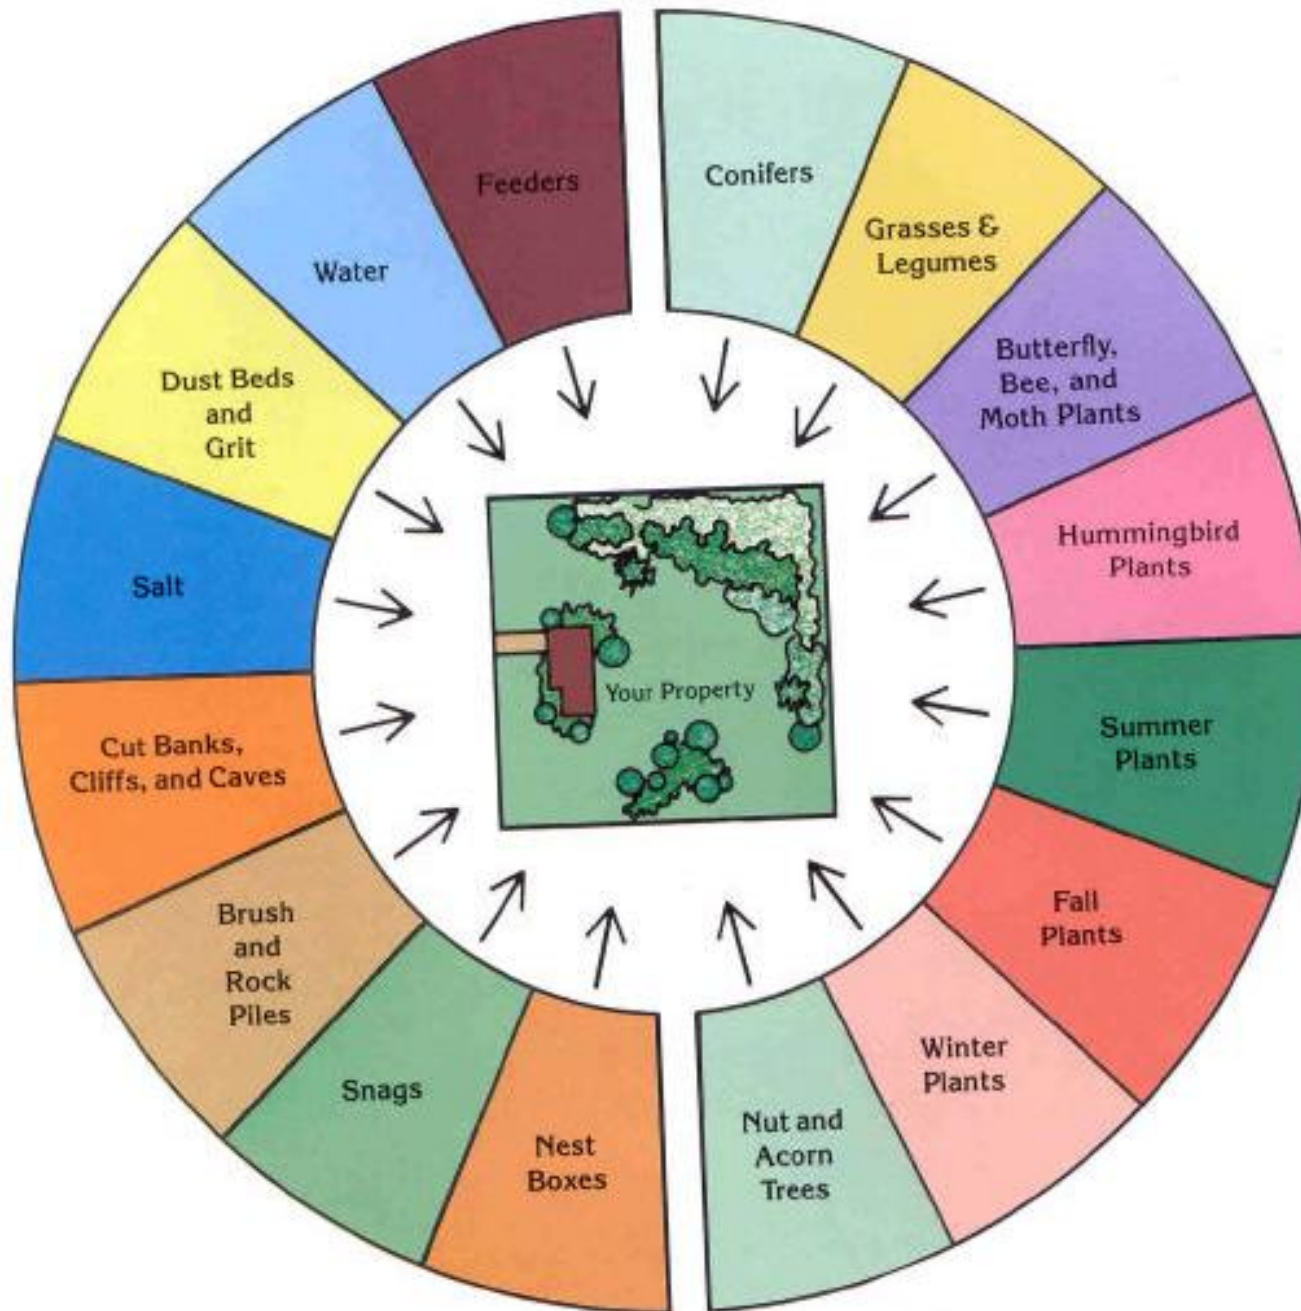 Feeders
Conifers
Grasses &
Legumes
Butterfly,
Bee, and
Moth Plants
Hummingbird
Plants
Summer
Plants
Fall
Plants
Winter
Plants
Nut and
Acorn
Trees
Nest
Boxes
Snags
Brush
and
Rock
Piles
Cut Banks,
Cliffs, and Caves
Salt
Dust Beds
and
Grit
Water
Your Property